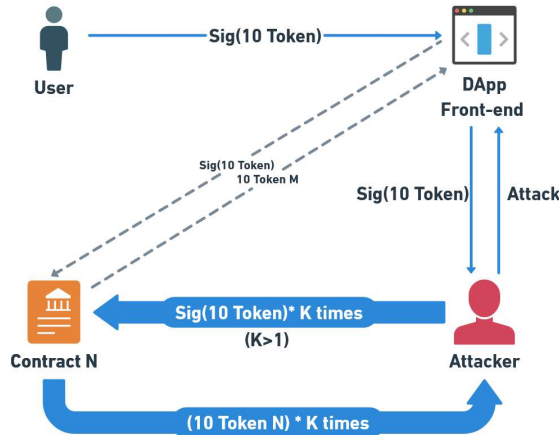 Sig(10 Token)
User
DApp
Front-end
Sig(10 Token)
10 Token M
Sig(10 Token)
Attack
Sig(10 Token)* K times
(K>1)
Contract N
Attacker
(10 Token N) * K times